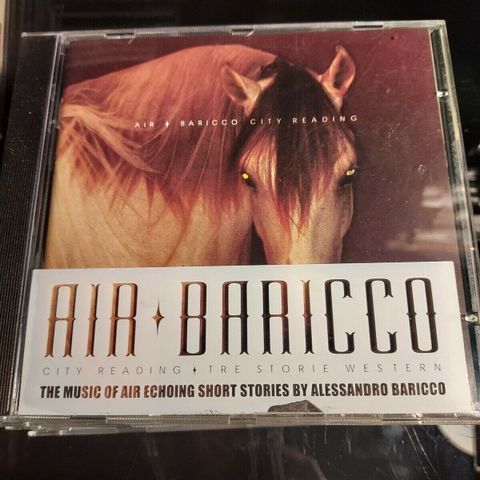 AIR ♦ BARICCO CITY READING
AIR ♦ BARICCO
CITY READING ♦ TRE STORIE WESTERN
THE MUSIC OF AIR ECHOING SHORT STORIES BY ALESSANDRO BARICCO